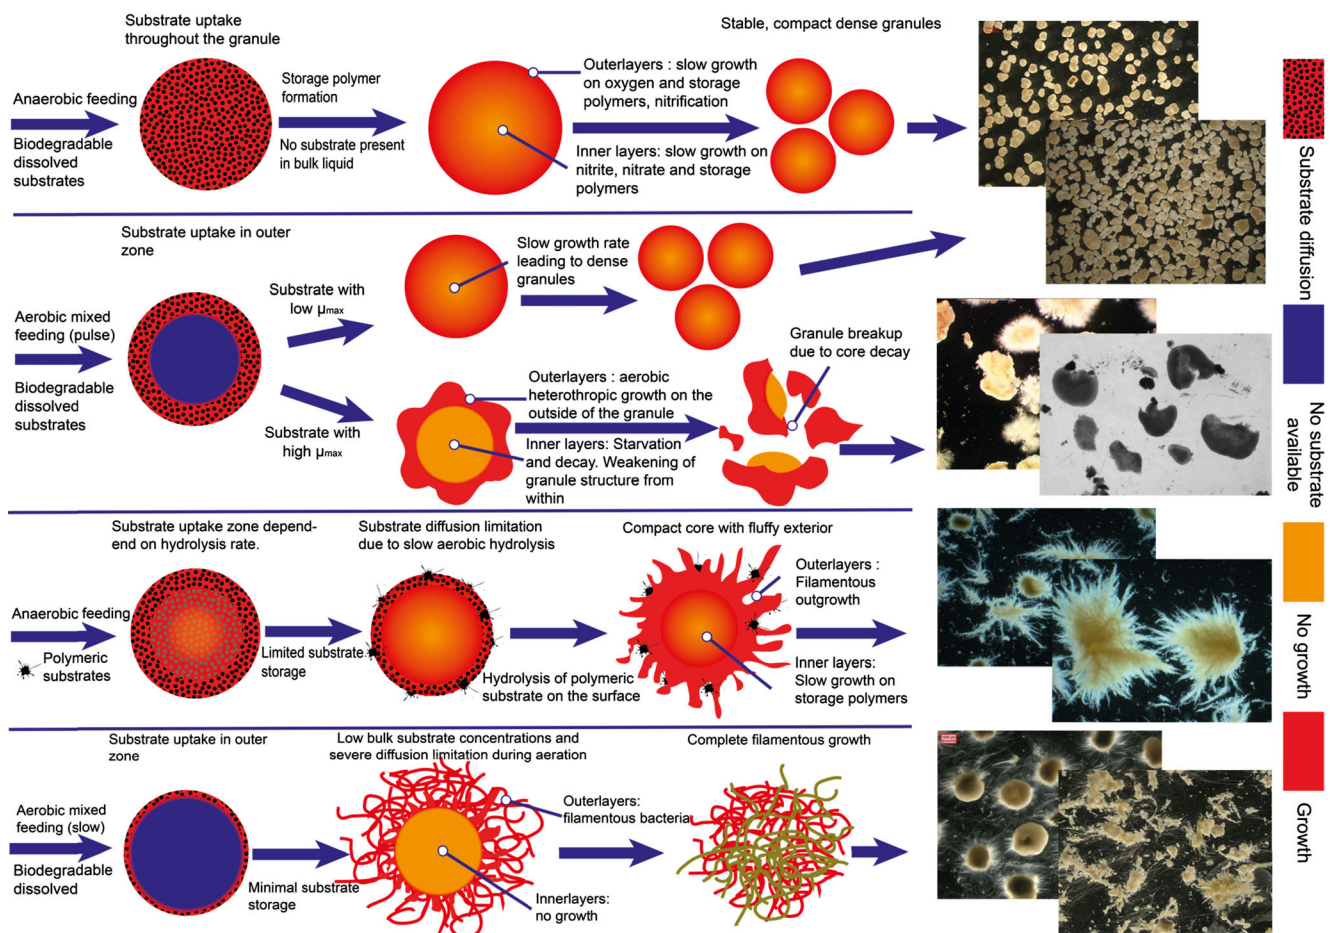 Substrate uptake
throughout the granule
Anaerobic feeding
Biodegradable
dissolved
substrates
Storage polymer
formation
No substrate present
in bulk liquid
Outerlayers : slow growth
on oxygen and storage
polymers, nitrification
Inner layers: slow growth on
nitrite, nitrate and storage
polymers
Stable, compact dense granules
Substrate uptake in outer
zone
Aerobic mixed
feeding (pulse)
Biodegradable
dissolved
substrates
Substrate with
low μmax
Slow growth rate
leading to dense
granules
Substrate with
high μmax
Outerlayers : aerobic
heterothropic growth on the
outside of the granule
Inner layers: Starvation
and decay. Weakening of
granule structure from
within
Granule breakup
due to core decay
Substrate uptake zone depend-
end on hydrolysis rate.
Anaerobic feeding
Polymeric
substrates
Limited substrate
storage
Substrate diffusion limitation
due to slow aerobic hydrolysis
Hydrolysis of polymeric
substrate on the surface
Compact core with fluffy exterior
Outerlayers :
Filamentous
outgrowth
Inner layers:
Slow growth on
storage polymers
Substrate uptake in outer
zone
Aerobic mixed
feeding (slow)
Biodegradable
dissolved
Minimal substrate
storage
Low bulk substrate concentrations and
severe diffusion limitation during aeration
Outerlayers:
filamentous bacteria
Innerlayers:
no growth
Complete filamentous growth
Substrate diffusion
No substrate
available
No growth
Growth